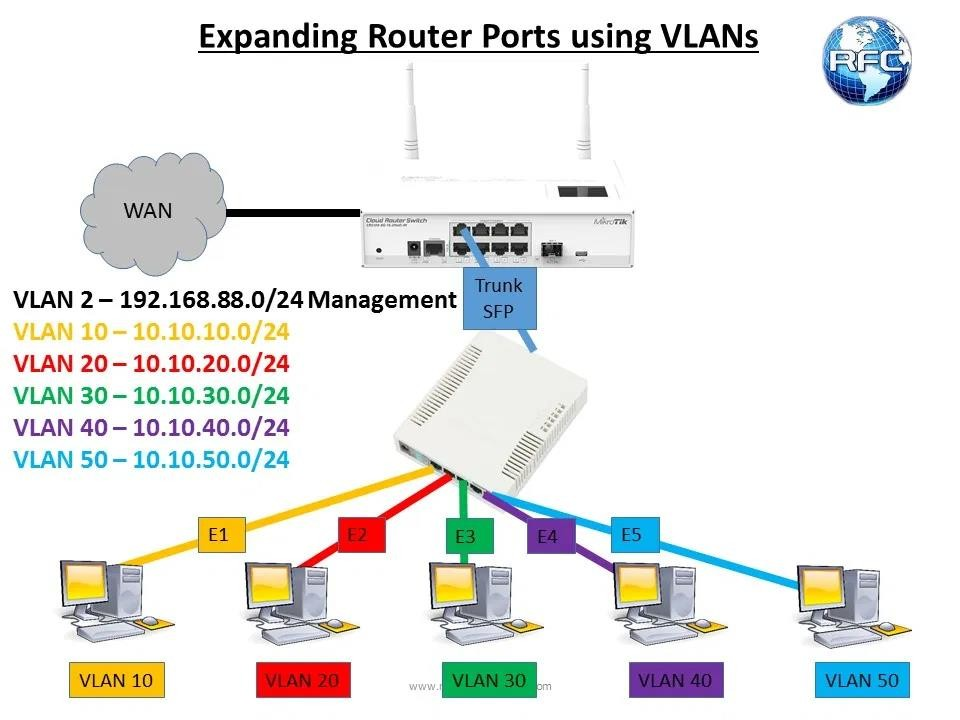 Expanding Router Ports using VLANs
RFC
WAN
Cloud Router Switch
MikroTik
Trunk
SFP
VLAN 2 – 192.168.88.0/24 Management
VLAN 10 – 10.10.10.0/24
VLAN 20 – 10.10.20.0/24
VLAN 30 – 10.10.30.0/24
VLAN 40 – 10.10.40.0/24
VLAN 50 – 10.10.50.0/24
E1
E2
E3
E4
E5
VLAN 10
VLAN 20
VLAN 30
VLAN 40
VLAN 50